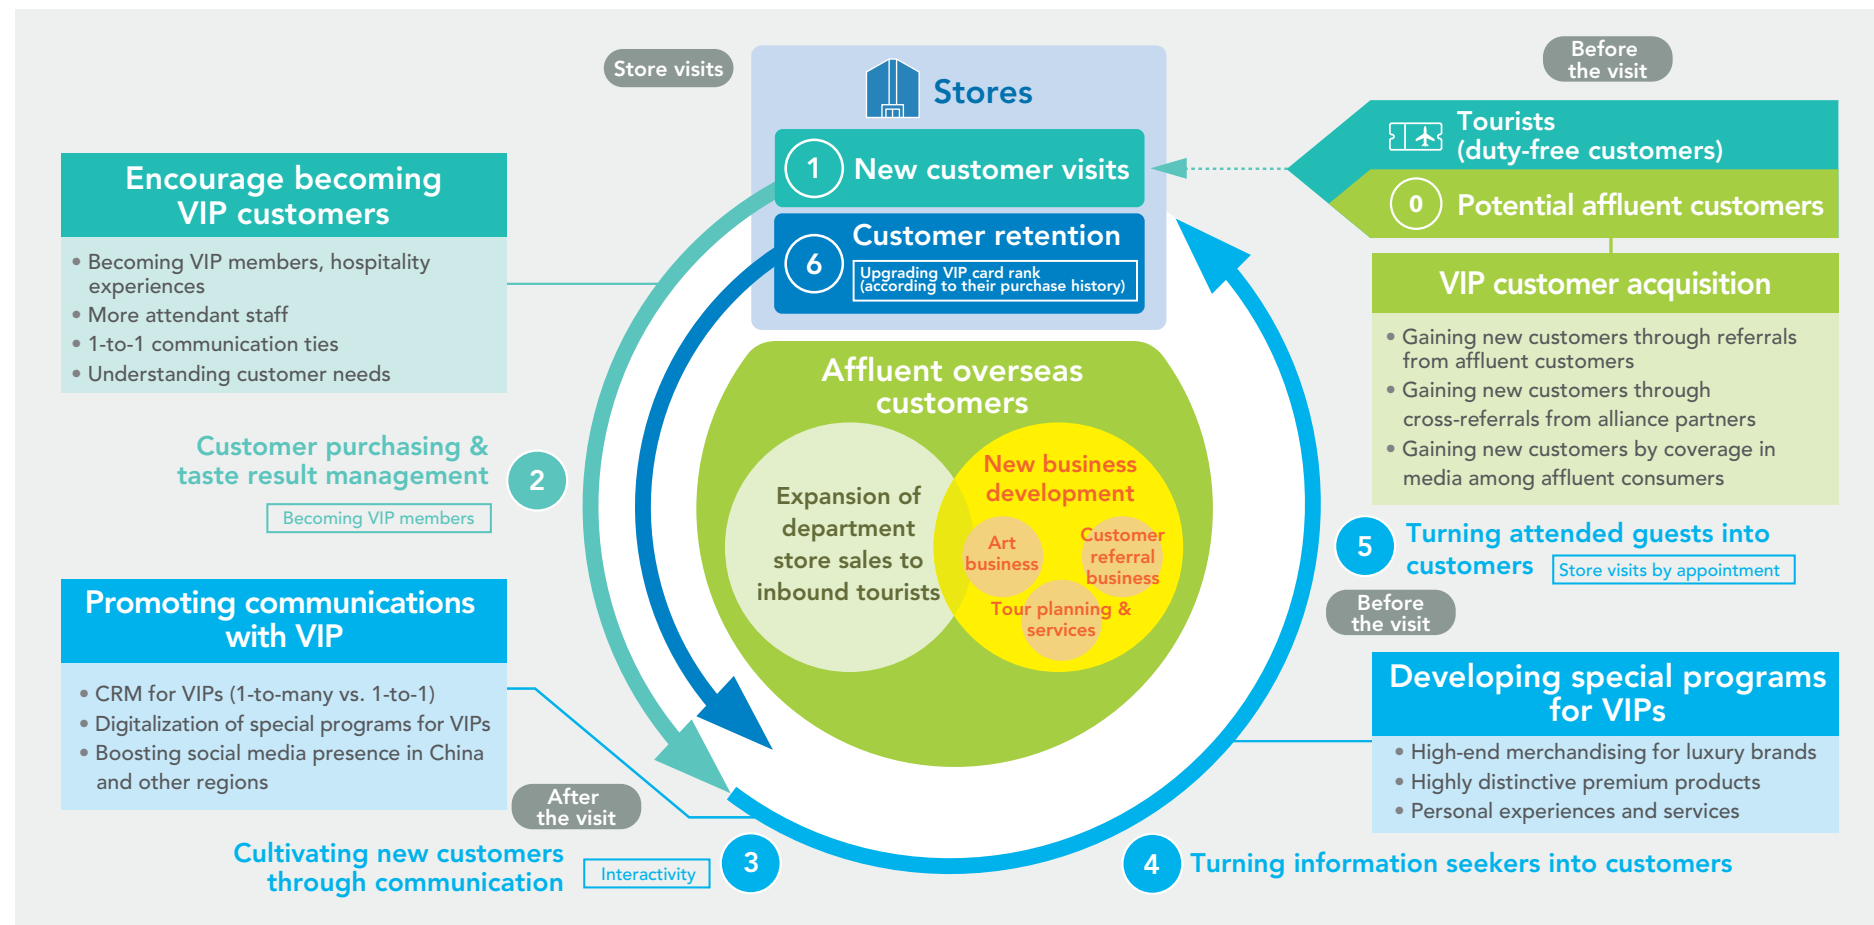 Store visits
Stores
Before
the visit
1 New customer visits
Tourists
(duty-free customers)
0 Potential affluent customers
6 Customer retention
Upgrading VIP card rank
(according to their purchase history)
Encourage becoming
VIP customers
• Becoming VIP members, hospitality
experiences
• More attendant staff
• 1-to-1 communication ties
• Understanding customer needs
VIP customer acquisition
• Gaining new customers through referrals
from affluent customers
• Gaining new customers through
cross-referrals from alliance partners
• Gaining new customers by coverage in
media among affluent consumers
Affluent overseas
customers
Expansion of
department
store sales to
inbound tourists
New business
development
Art
business
Customer
referral
business
Tour planning &
services
Customer purchasing &
taste result management
2
Becoming VIP members
5 Turning attended guests into
customers
Store visits by appointment
Before
the visit
Promoting communications
with VIP
• CRM for VIPs (1-to-many vs. 1-to-1)
• Digitalization of special programs for VIPs
• Boosting social media presence in China
and other regions
Developing special programs
for VIPs
• High-end merchandising for luxury brands
• Highly distinctive premium products
• Personal experiences and services
After
the visit
Cultivating new customers
through communication
Interactivity
3
4 Turning information seekers into customers